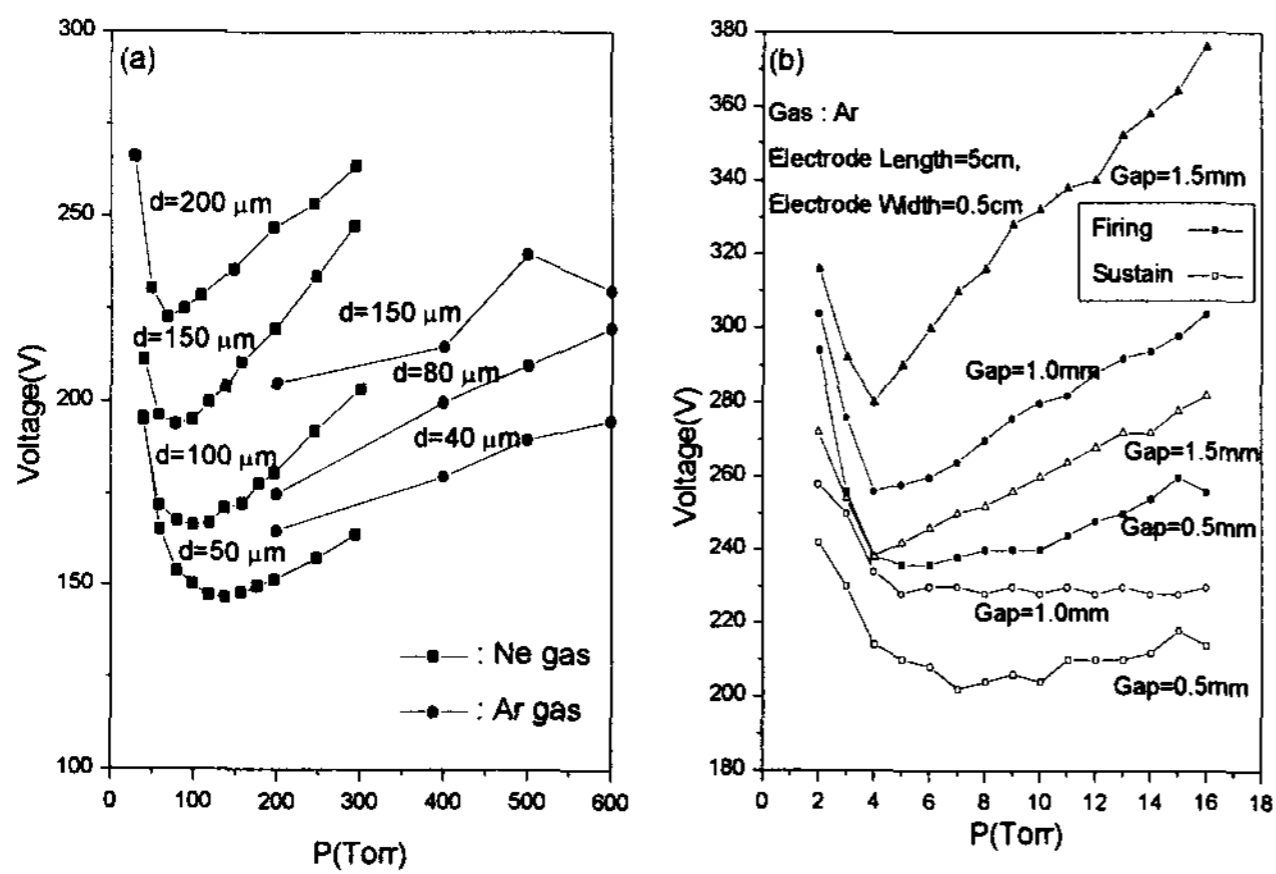 (a)
300
250
200
150
100
Voltage(V)
d=200 μm
d=150 μm
d=150 μm
d=80 μm
d=100 μm
d=40 μm
d=50 μm
: Ne gas
: Ar gas
0 100 200 300 400 500 600
P(Torr)
(b)
380
360
340
320
300
280
260
240
220
200
180
Voltage(V)
Gas : Ar
Electrode Length=5cm,
Electrode Width=0.5cm
Gap=1.5mm
Firing
Sustain
Gap=1.0mm
Gap=1.5mm
Gap=0.5mm
Gap=1.0mm
Gap=0.5mm
0 2 4 6 8 10 12 14 16 18
P(Torr)